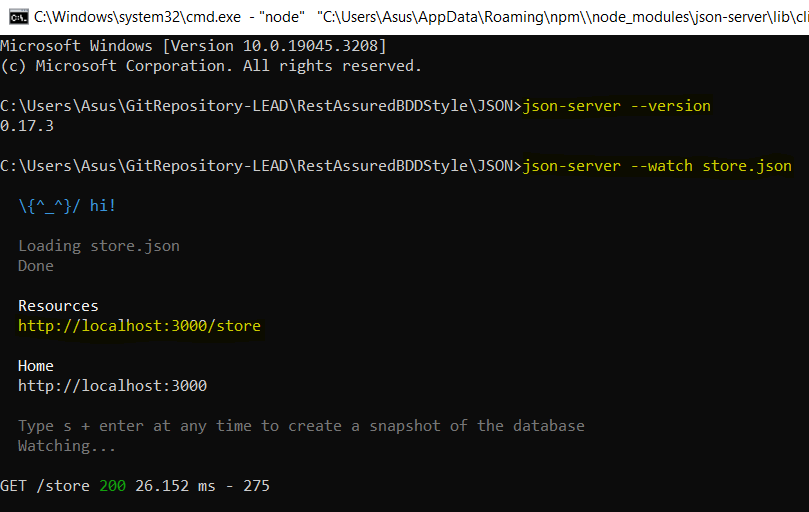 C:\Windows\system32\cmd.exe - "node" "C:\Users\Asus\AppData\Roaming\npm\\node_modules\json-server\lib\cli
Microsoft Windows [Version 10.0.19045.3208]
(c) Microsoft Corporation. All rights reserved.
C:\Users\Asus\GitRepository-LEAD\RestAssuredBDDStyle\JSON>json-server --version
0.17.3
C:\Users\Asus\GitRepository-LEAD\RestAssuredBDDStyle\JSON>json-server --watch store.json
\{^_^}/ hi!
Loading store.json
Done
Resources
http://localhost:3000/store
Home
http://localhost:3000
Type s + enter at any time to create a snapshot of the database
Watching...
GET /store 200 26.152 ms - 275